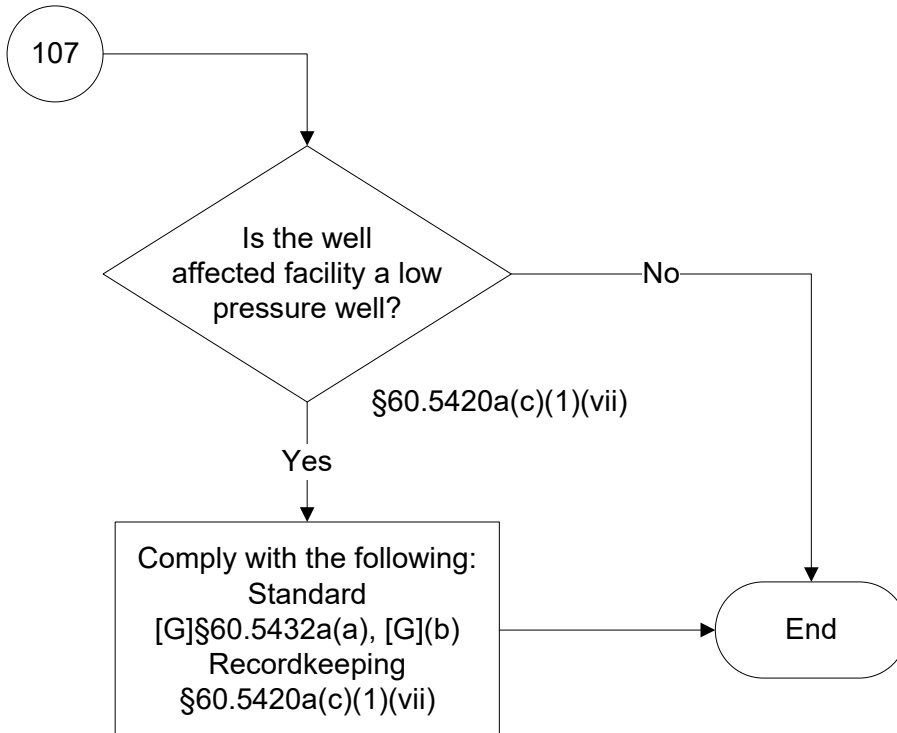 107
Is the well
affected facility a low
pressure well?
No
§60.5420a(c)(1)(vii)
Yes
Comply with the following:
Standard
[G]§60.5432a(a), [G](b)
Recordkeeping
§60.5420a(c)(1)(vii)
End